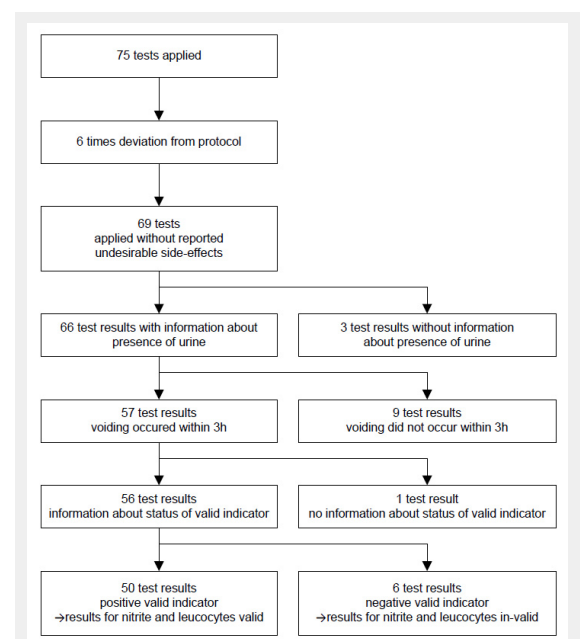 75 tests applied
6 times deviation from protocol
69 tests
applied without reported
undesirable side-effects
66 test results with information about
presence of urine
3 test results without information
about presence of urine
57 test results
voiding occured within 3h
9 test results
voiding did not occur within 3h
56 test results
information about status of valid indicator
1 test result
no information about status of valid indicator
50 test results
positive valid indicator
→results for nitrite and leucocytes valid
6 test results
negative valid indicator
→results for nitrite and leucocytes in-valid